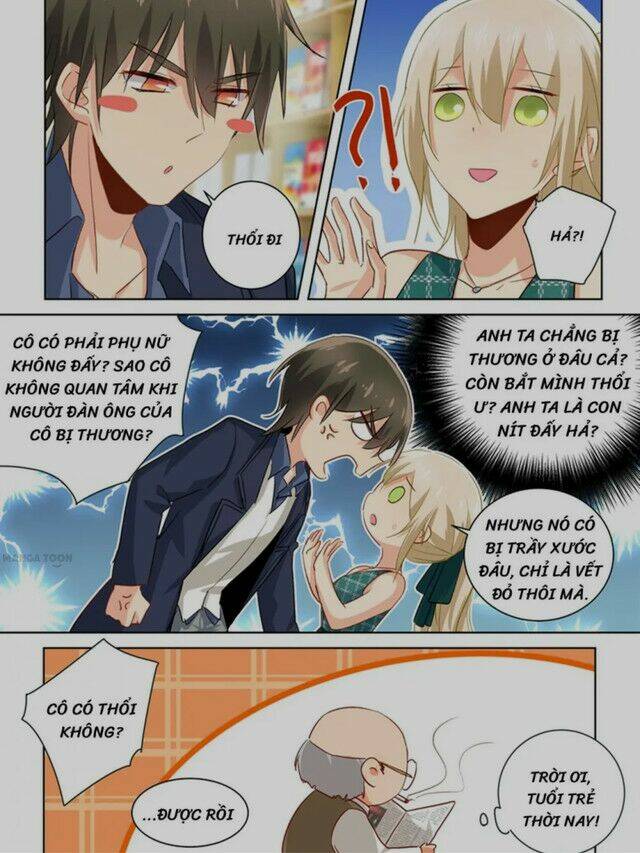 THỔI ĐI
?!
HẢ?!
CÔ CÓ PHẢI PHỤ NỮ
KHÔNG ĐẤY? SAO CÔ
KHÔNG QUAN TÂM KHI
NGƯỜI ĐÀN ÔNG CỦA
CÔ BỊ THƯƠNG?
ANH TA CHẲNG BỊ
THƯƠNG Ở ĐÂU CẢ?
CÒN BẮT MÌNH THỔI
Ư? ANH TA LÀ CON
NÍT ĐẤY HẢ?
NHƯNG NÓ CÓ
BỊ TRẦY XƯỚC
ĐÂU, CHỈ LÀ VẾT
ĐỎ THÔI MÀ.
MANGA TOON
CÔ CÓ THỔI
KHÔNG?
...ĐƯỢC RỒI
TRỜI ƠI,
TUỔI TRẺ
THỜI NAY!